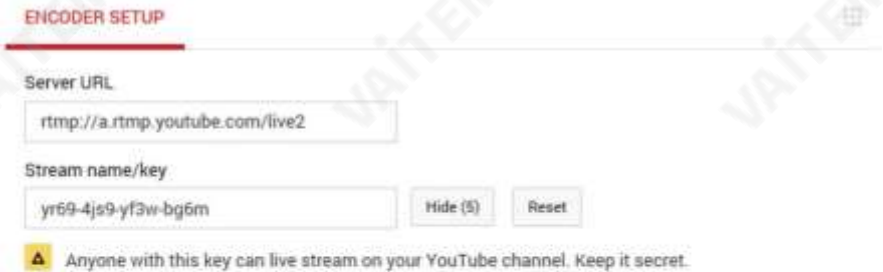 ENCODER SETUP
Server URL
rtmp://a.rtmp.youtube.com/live2
Stream name/key
yr69-4js9-yf3w-bg6m Hide (5) Reset
Anyone with this key can live stream on your YouTube channel. Keep it secret.